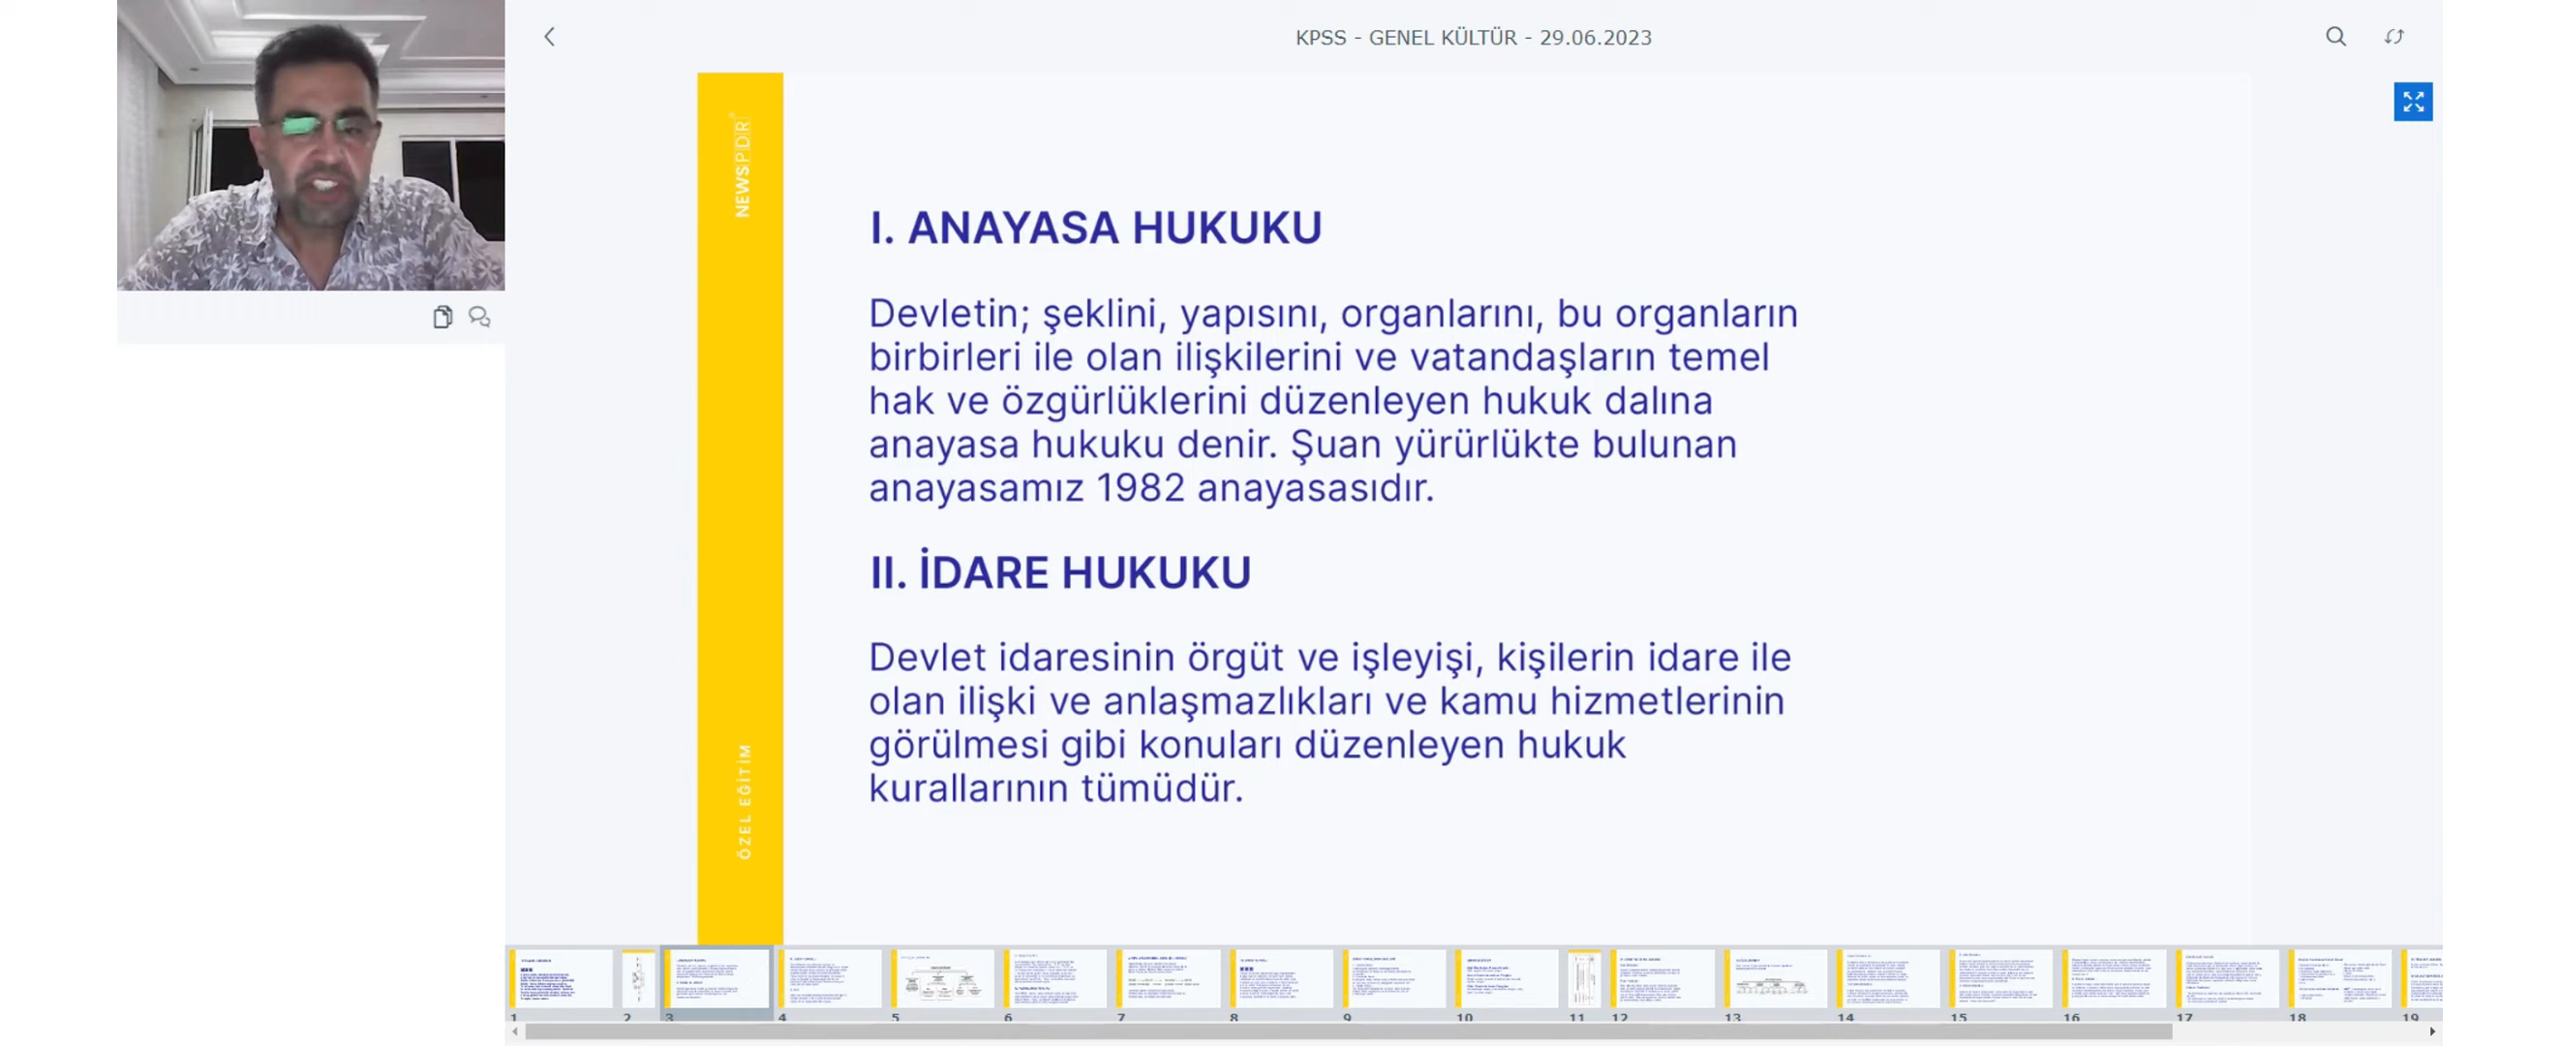 KPSS - GENEL KÜLTÜR - 29.06.2023
NEWSPDR
ÖZEL EĞİTİM
I. ANAYASA HUKUKU
Devletin; şeklini, yapısını, organlarını, bu organların
birbirleri ile olan ilişkilerini ve vatandaşların temel
hak ve özgürlüklerini düzenleyen hukuk dalına
anayasa hukuku denir. Şuan yürürlükte bulunan
anayasamız 1982 anayasasıdır.
II. İDARE HUKUKU
Devlet idaresinin örgüt ve işleyişi, kişilerin idare ile
olan ilişki ve anlaşmazlıkları ve kamu hizmetlerinin
görülmesi gibi konuları düzenleyen hukuk
kurallarının tümüdür.
1 2 3 4 5 6 7 8 9 10 11 12 13 14 15 16 17 18 19